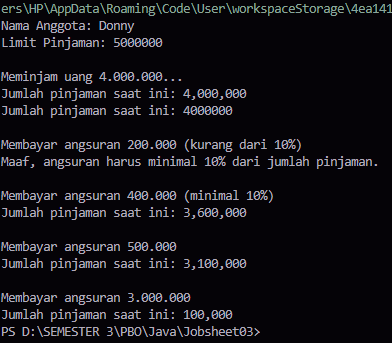 ers\HP\AppData\Roaming\Code\User\workspaceStorage\4ea141
Nama Anggota: Donny
Limit Pinjaman: 5000000
Meminjam uang 4.000.000...
Jumlah pinjaman saat ini: 4,000,000
Jumlah pinjaman saat ini: 4000000
Membayar angsuran 200.000 (kurang dari 10%)
Maaf, angsuran harus minimal 10% dari jumlah pinjaman.
Membayar angsuran 400.000 (minimal 10%)
Jumlah pinjaman saat ini: 3,600,000
Membayar angsuran 500.000
Jumlah pinjaman saat ini: 3,100,000
Membayar angsuran 3.000.000
Jumlah pinjaman saat ini: 100,000
PS D:\SEMESTER 3\PBO\Java\Jobsheet03>